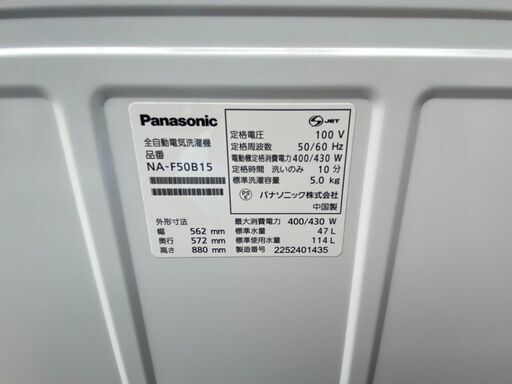 Panasonic
全自動電気洗濯機
品番
NA-F50B15
外形寸法
幅 562 mm
奥行 572 mm
高さ 880 mm
S JET
定格電圧 100 V
定格周波数 50/60 Hz
電動機定格消費電力 400/430 W
定格時間 洗いのみ 10 分
標準洗濯容量 5.0 kg
PS E パナソニック株式会社
中国製
最大消費電力 400/430 W
標準水量 47 L
標準使用水量 114 L
製造番号 2252401435